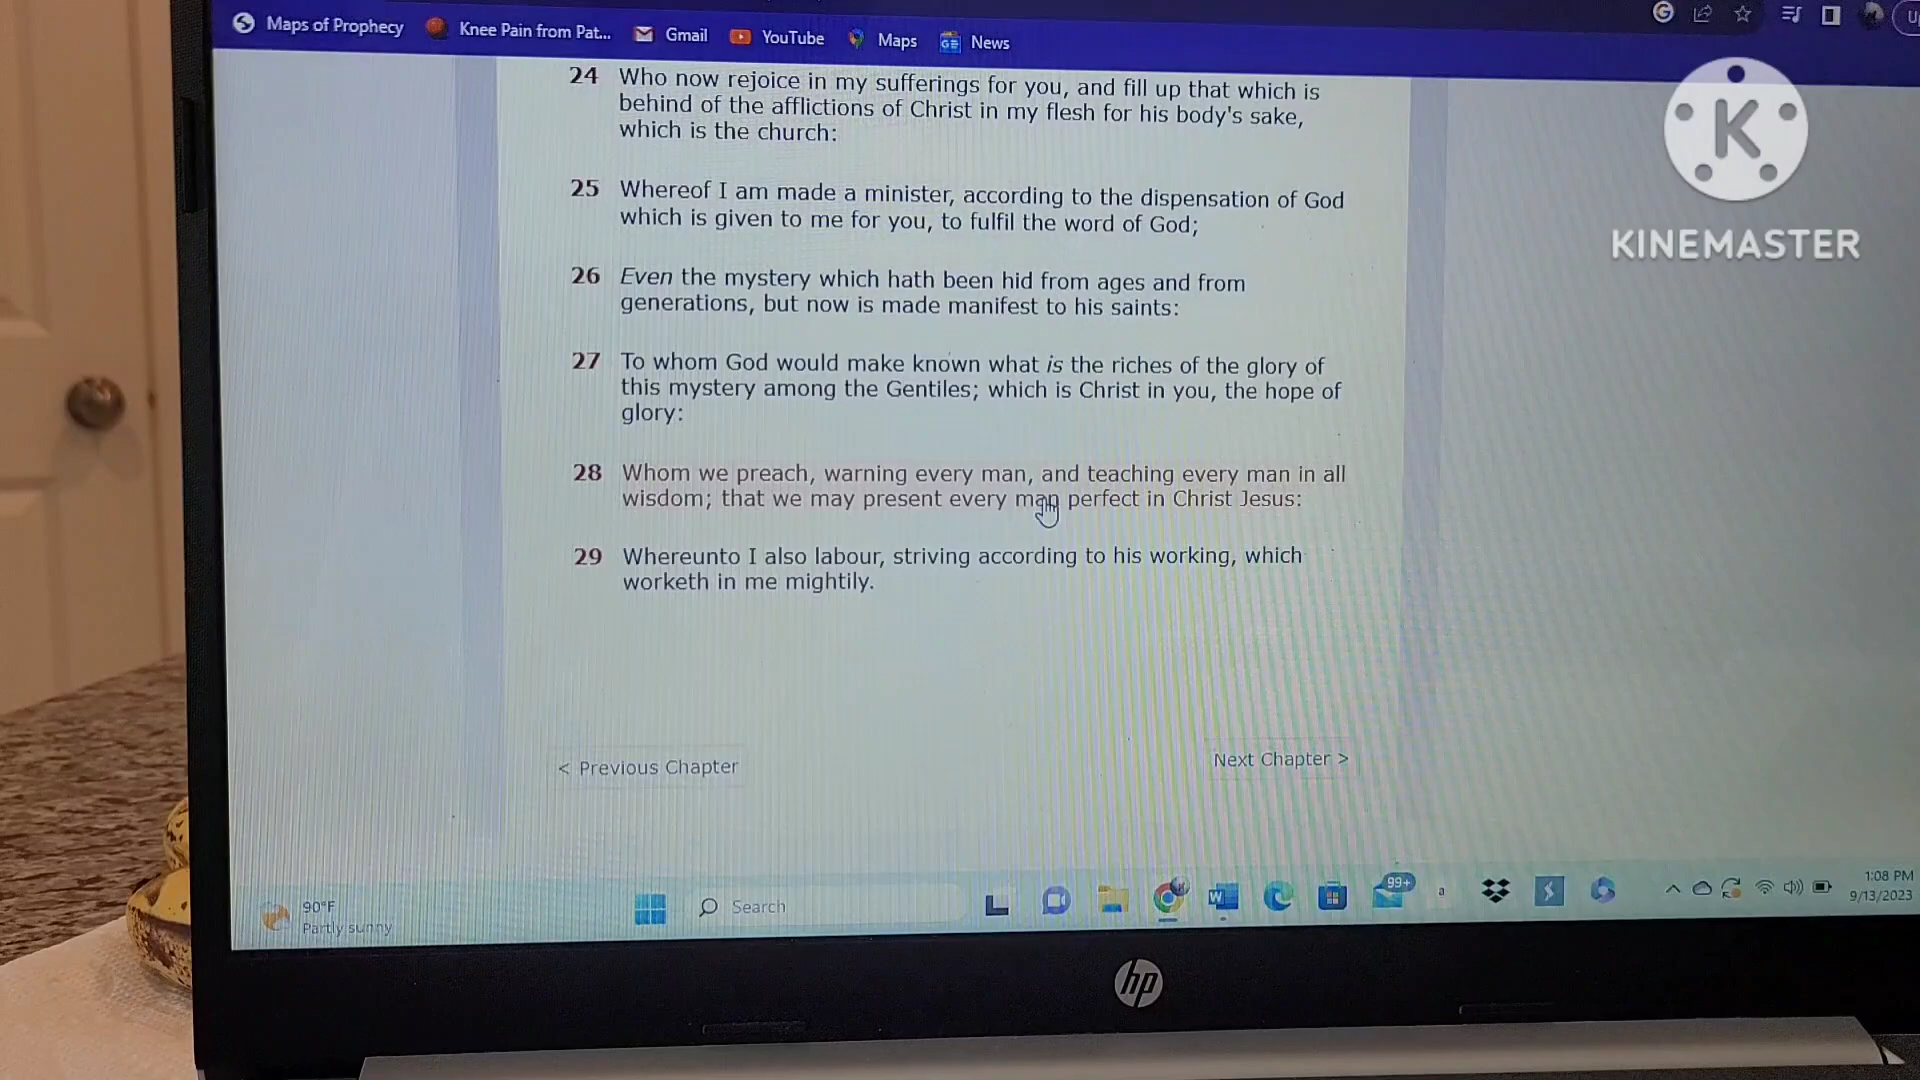 Maps of Prophecy
Knee Pain from Pat...
Gmail
YouTube
Maps
News
24 Who now rejoice in my sufferings for you, and fill up that which is
behind of the afflictions of Christ in my flesh for his body's sake,
which is the church:
25 Whereof I am made a minister, according to the dispensation of God
which is given to me for you, to fulfil the word of God;
26 Even the mystery which hath been hid from ages and from
generations, but now is made manifest to his saints:
27 To whom God would make known what is the riches of the glory of
this mystery among the Gentiles; which is Christ in you, the hope of
glory:
28 Whom we preach, warning every man, and teaching every man in all
wisdom; that we may present every man perfect in Christ Jesus:
29 Whereunto I also labour, striving according to his working, which
worketh in me mightily.
< Previous Chapter
Next Chapter >
K
KINEMASTER
90°F
Partly sunny
Search
99+
a
1:08 PM
9/13/2023
hp